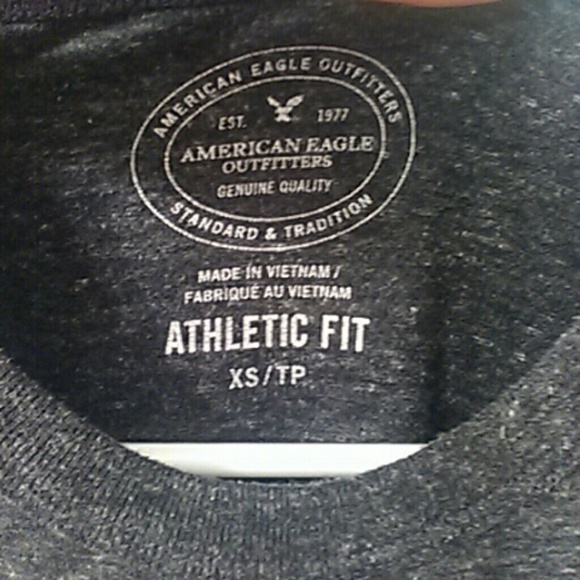 AMERICAN EAGLE OUTFITTERS
EST. 1977
AMERICAN EAGLE
OUTFITTERS
GENUINE QUALITY
STANDARD & TRADITION
MADE IN VIETNAM /
FABRIQUÉ AU VIETNAM
ATHLETIC FIT
XS/TP